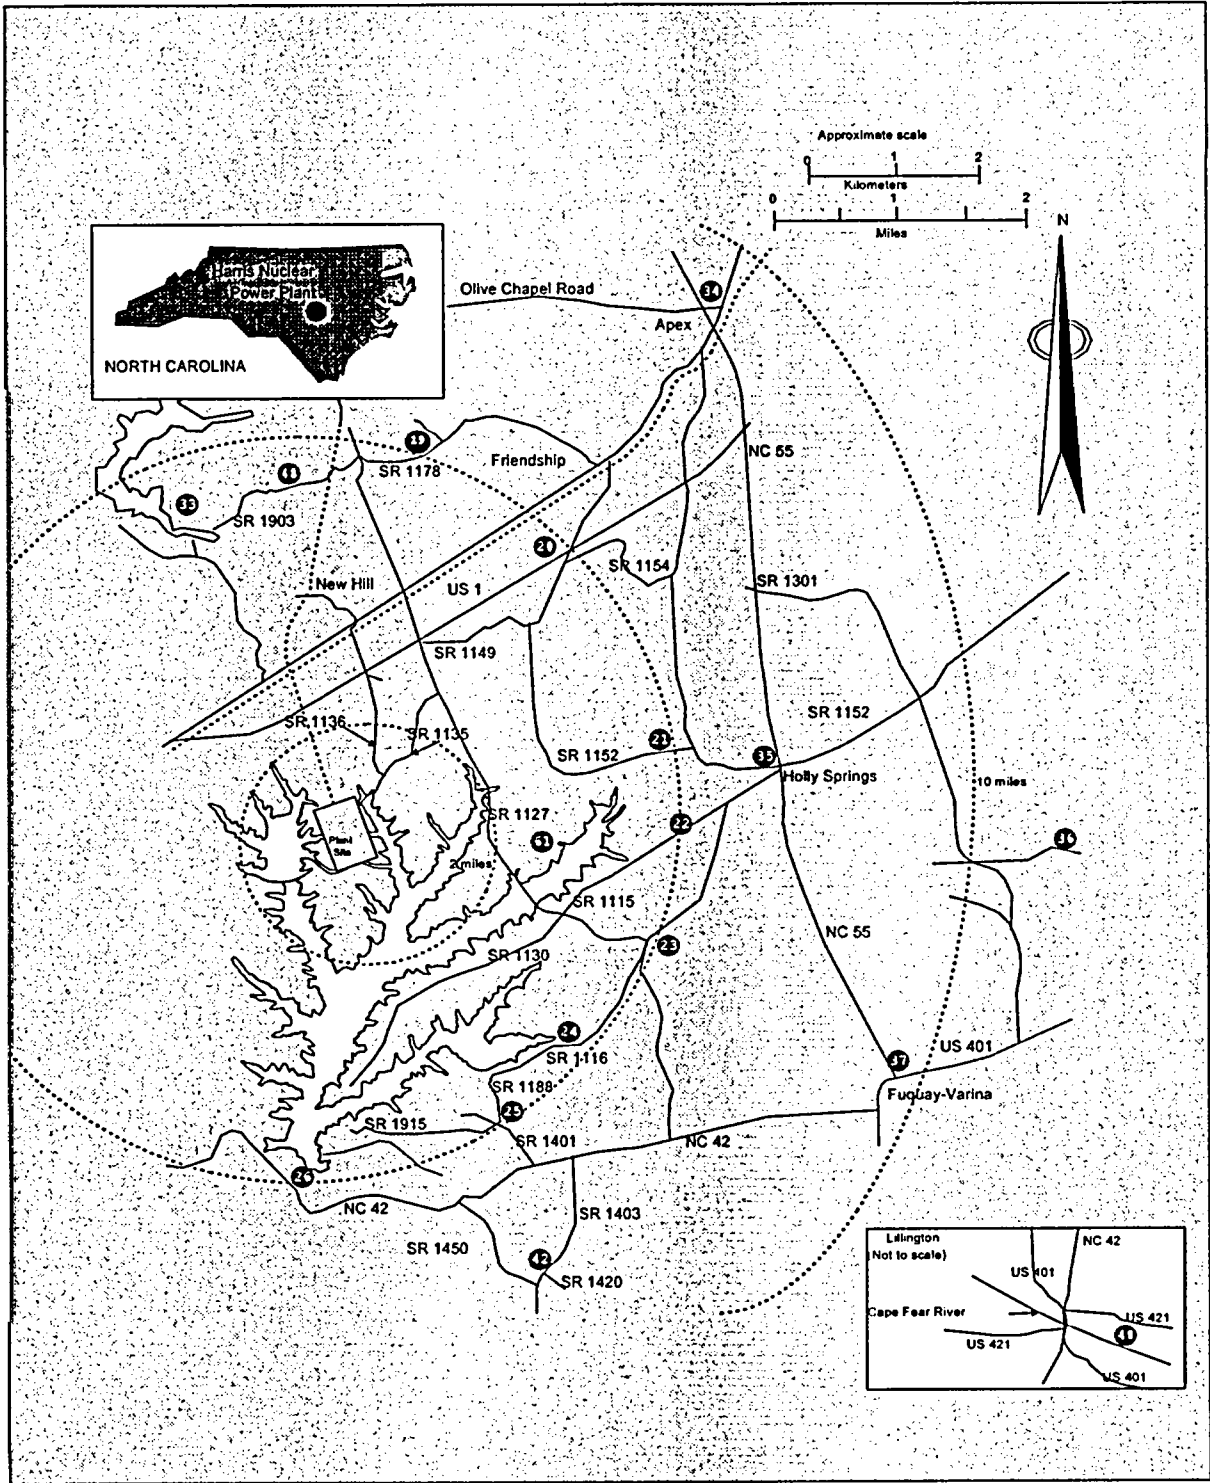 Approximate scale
0 1 2
Kilometers
0 1 2
Miles
N
Harris Nuclear
Power Plant
NORTH CAROLINA
Olive Chapel Road
34
Apex
NC 55
SR 1178
Friendship
33
SR 1903
20
SR 1154
New Hill
US 1
SR 1301
SR 1149
SR 1136
SR 1135
SR 1152
21
SR 1152
35
Holly Springs
10 miles
SR 1127
Plant
Site
2 miles
51
22
36
SR 1115
NC 55
23
SR 1130
24
SR 1116
37
US 401
SR 1188
Fuquay-Varina
25
SR 1915
SR 1401
NC 42
26
NC 42
SR 1403
SR 1450
42
SR 1420
Lillington
(Not to scale)
NC 42
US 401
Cape Fear River
US 421
US 421
US 401